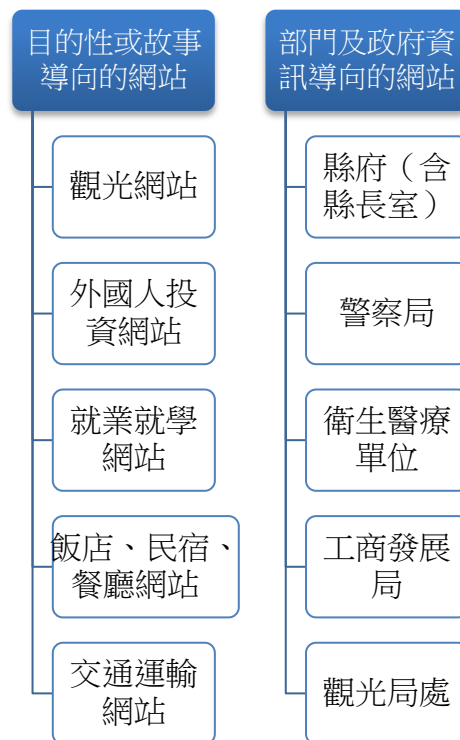 目的性或故事
導向的網站
觀光網站
外國人投
資網站
就業就學
網站
飯店、民宿、
餐廳網站
交通運輸
網站
部門及政府資
訊導向的網站
縣府（含
縣長室）
警察局
衛生醫療
單位
工商發展
局
觀光局處